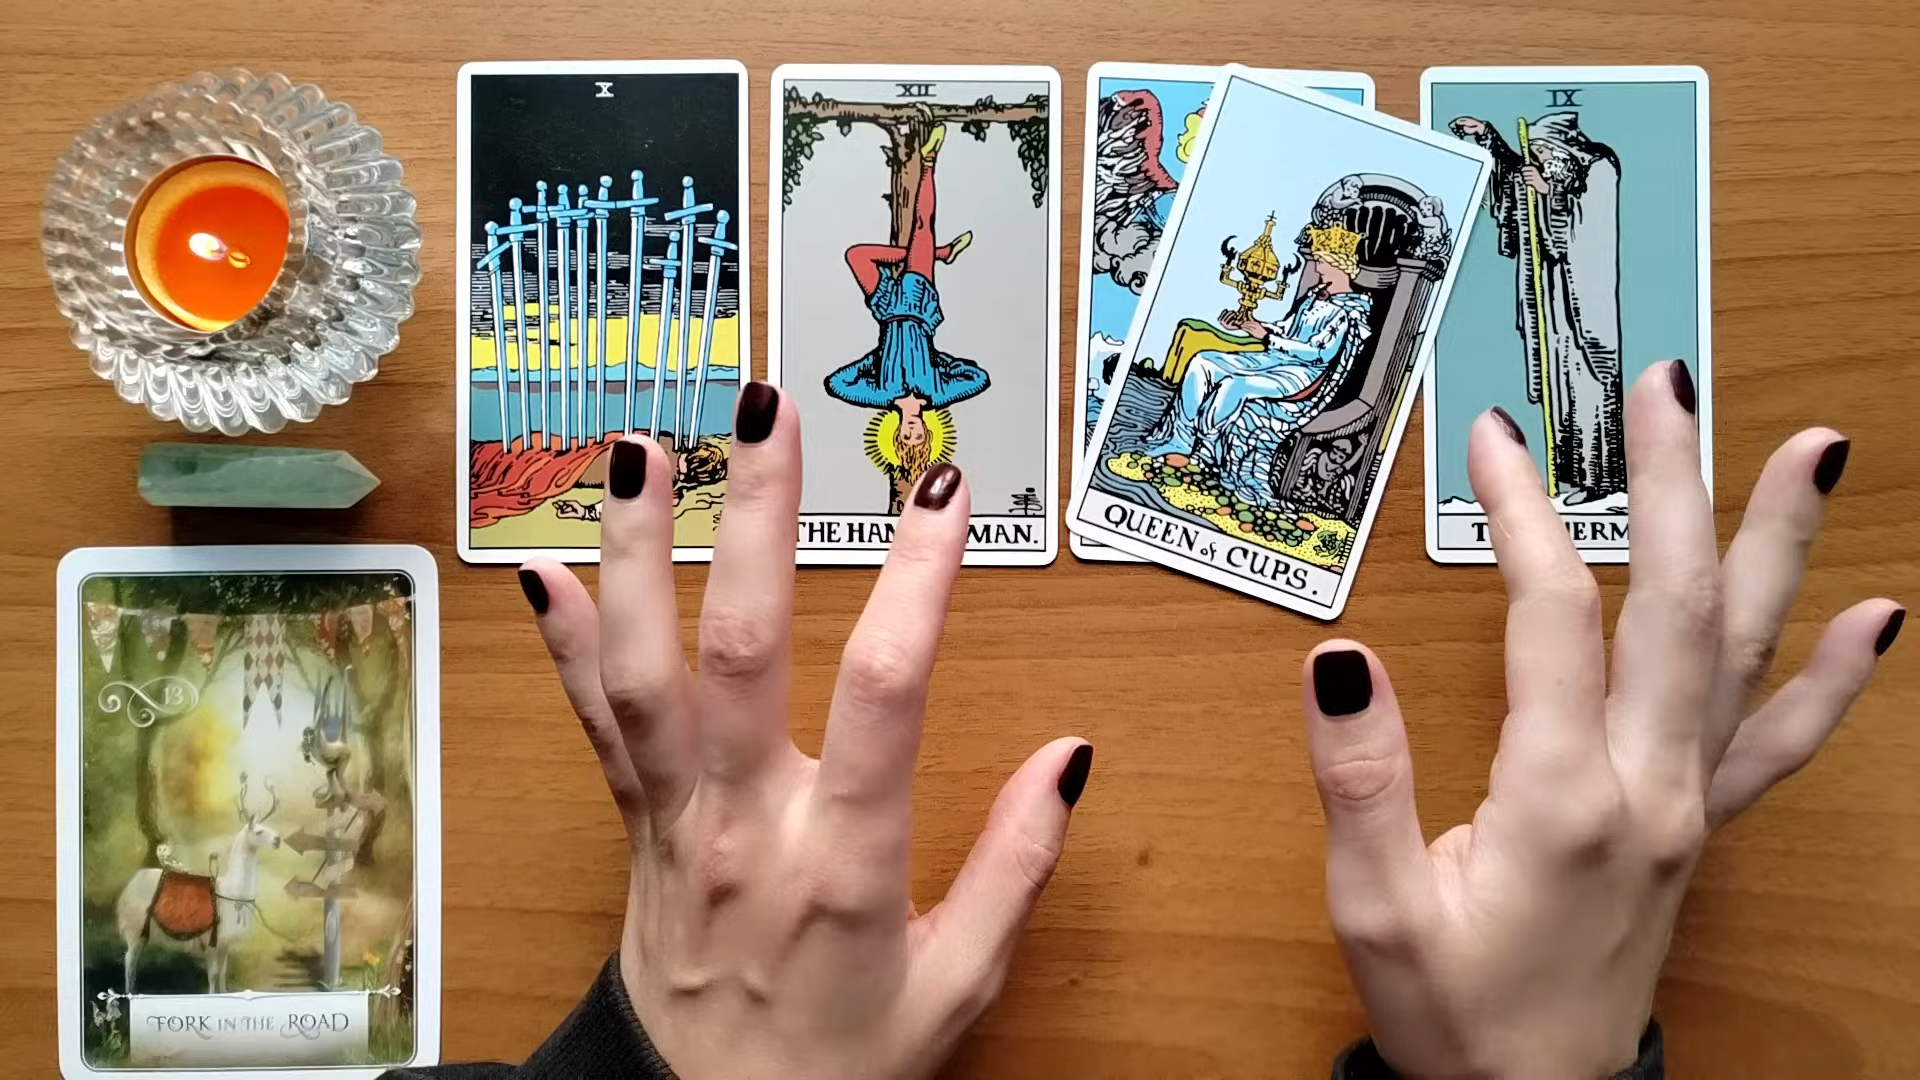 X
XII
THE HAN MAN.
QUEEN of CUPS.
IX
T ERM
13
FORK IN THE ROAD